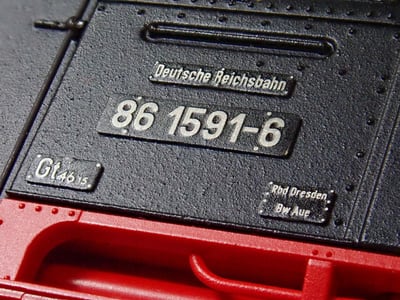 Deutsche Reichsbahn
86 1591-6
Gt 46.15
Rbd Dresden
Bw Aue